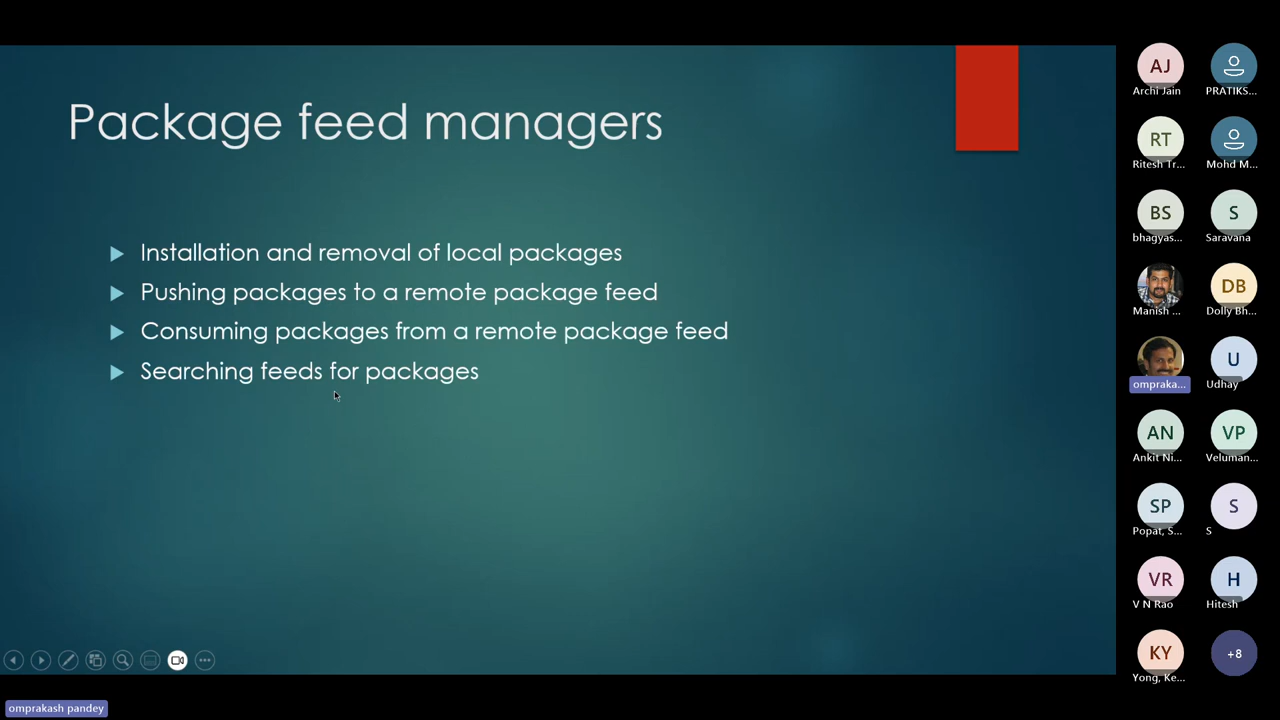 Package feed managers
Installation and removal of local packages
Pushing packages to a remote package feed
Consuming packages from a remote package feed
Searching feeds for packages
AJ
Archi Jain
PRATIKS...
RT
Ritesh Tr...
Mohd M...
BS
bhagyas...
S
Saravana
Manish ...
DB
Dolly Bh...
ompraka...
U
Udhay
AN
Ankit Ni...
VP
Veluman...
SP
Popat, S...
S
S
VR
V N Rao
H
Hitesh
KY
Yong, Ke...
+8
omprakash pandey